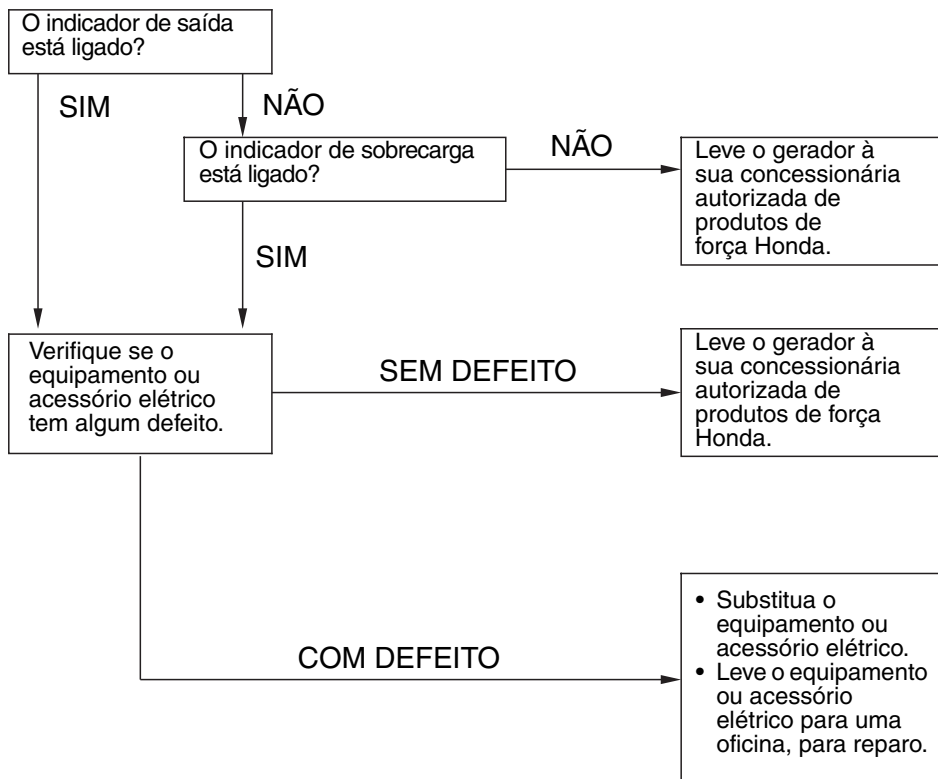 O indicador de saída
está ligado?
SIM
NÃO
O indicador de sobrecarga
está ligado?
NÃO
Leve o gerador à
sua concessionária
autorizada de
produtos de
força Honda.
SIM
Verifique se o
equipamento ou
acessório elétrico
tem algum defeito.
SEM DEFEITO
Leve o gerador à
sua concessionária
autorizada de
produtos de força
Honda.
COM DEFEITO
• Substitua o
equipamento ou
acessório elétrico.
• Leve o equipamento
ou acessório
elétrico para uma
oficina, para reparo.